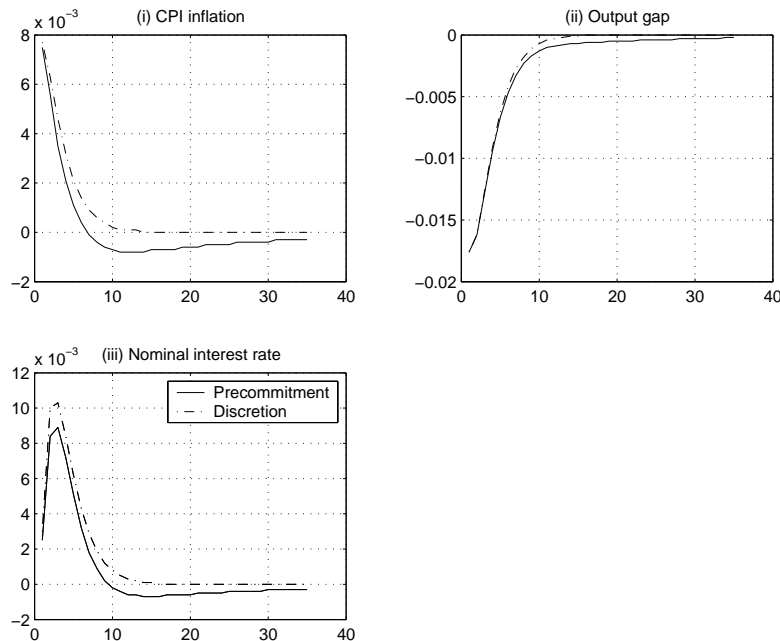 (i) CPI inflation
x 10⁻³
8
6
4
2
0
−2
0 10 20 30 40
(ii) Output gap
0
−0.005
−0.01
−0.015
−0.02
0 10 20 30 40
(iii) Nominal interest rate
x 10⁻³
12
10
8
6
4
2
0
−2
0 10 20 30 40
Precommitment
Discretion